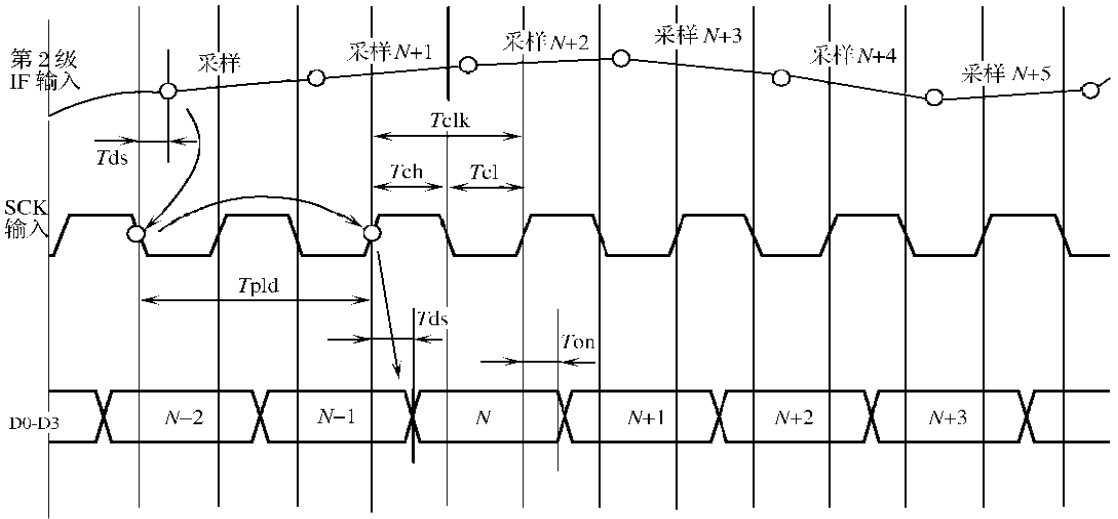 第2级
IF 输入
采样
采样 N+1
采样 N+2
采样 N+3
采样 N+4
采样 N+5
Tds
Tclk
Tch
Tcl
SCK
输入
Tpld
Tds
Ton
D0-D3
N−2
N−1
N
N+1
N+2
N+3